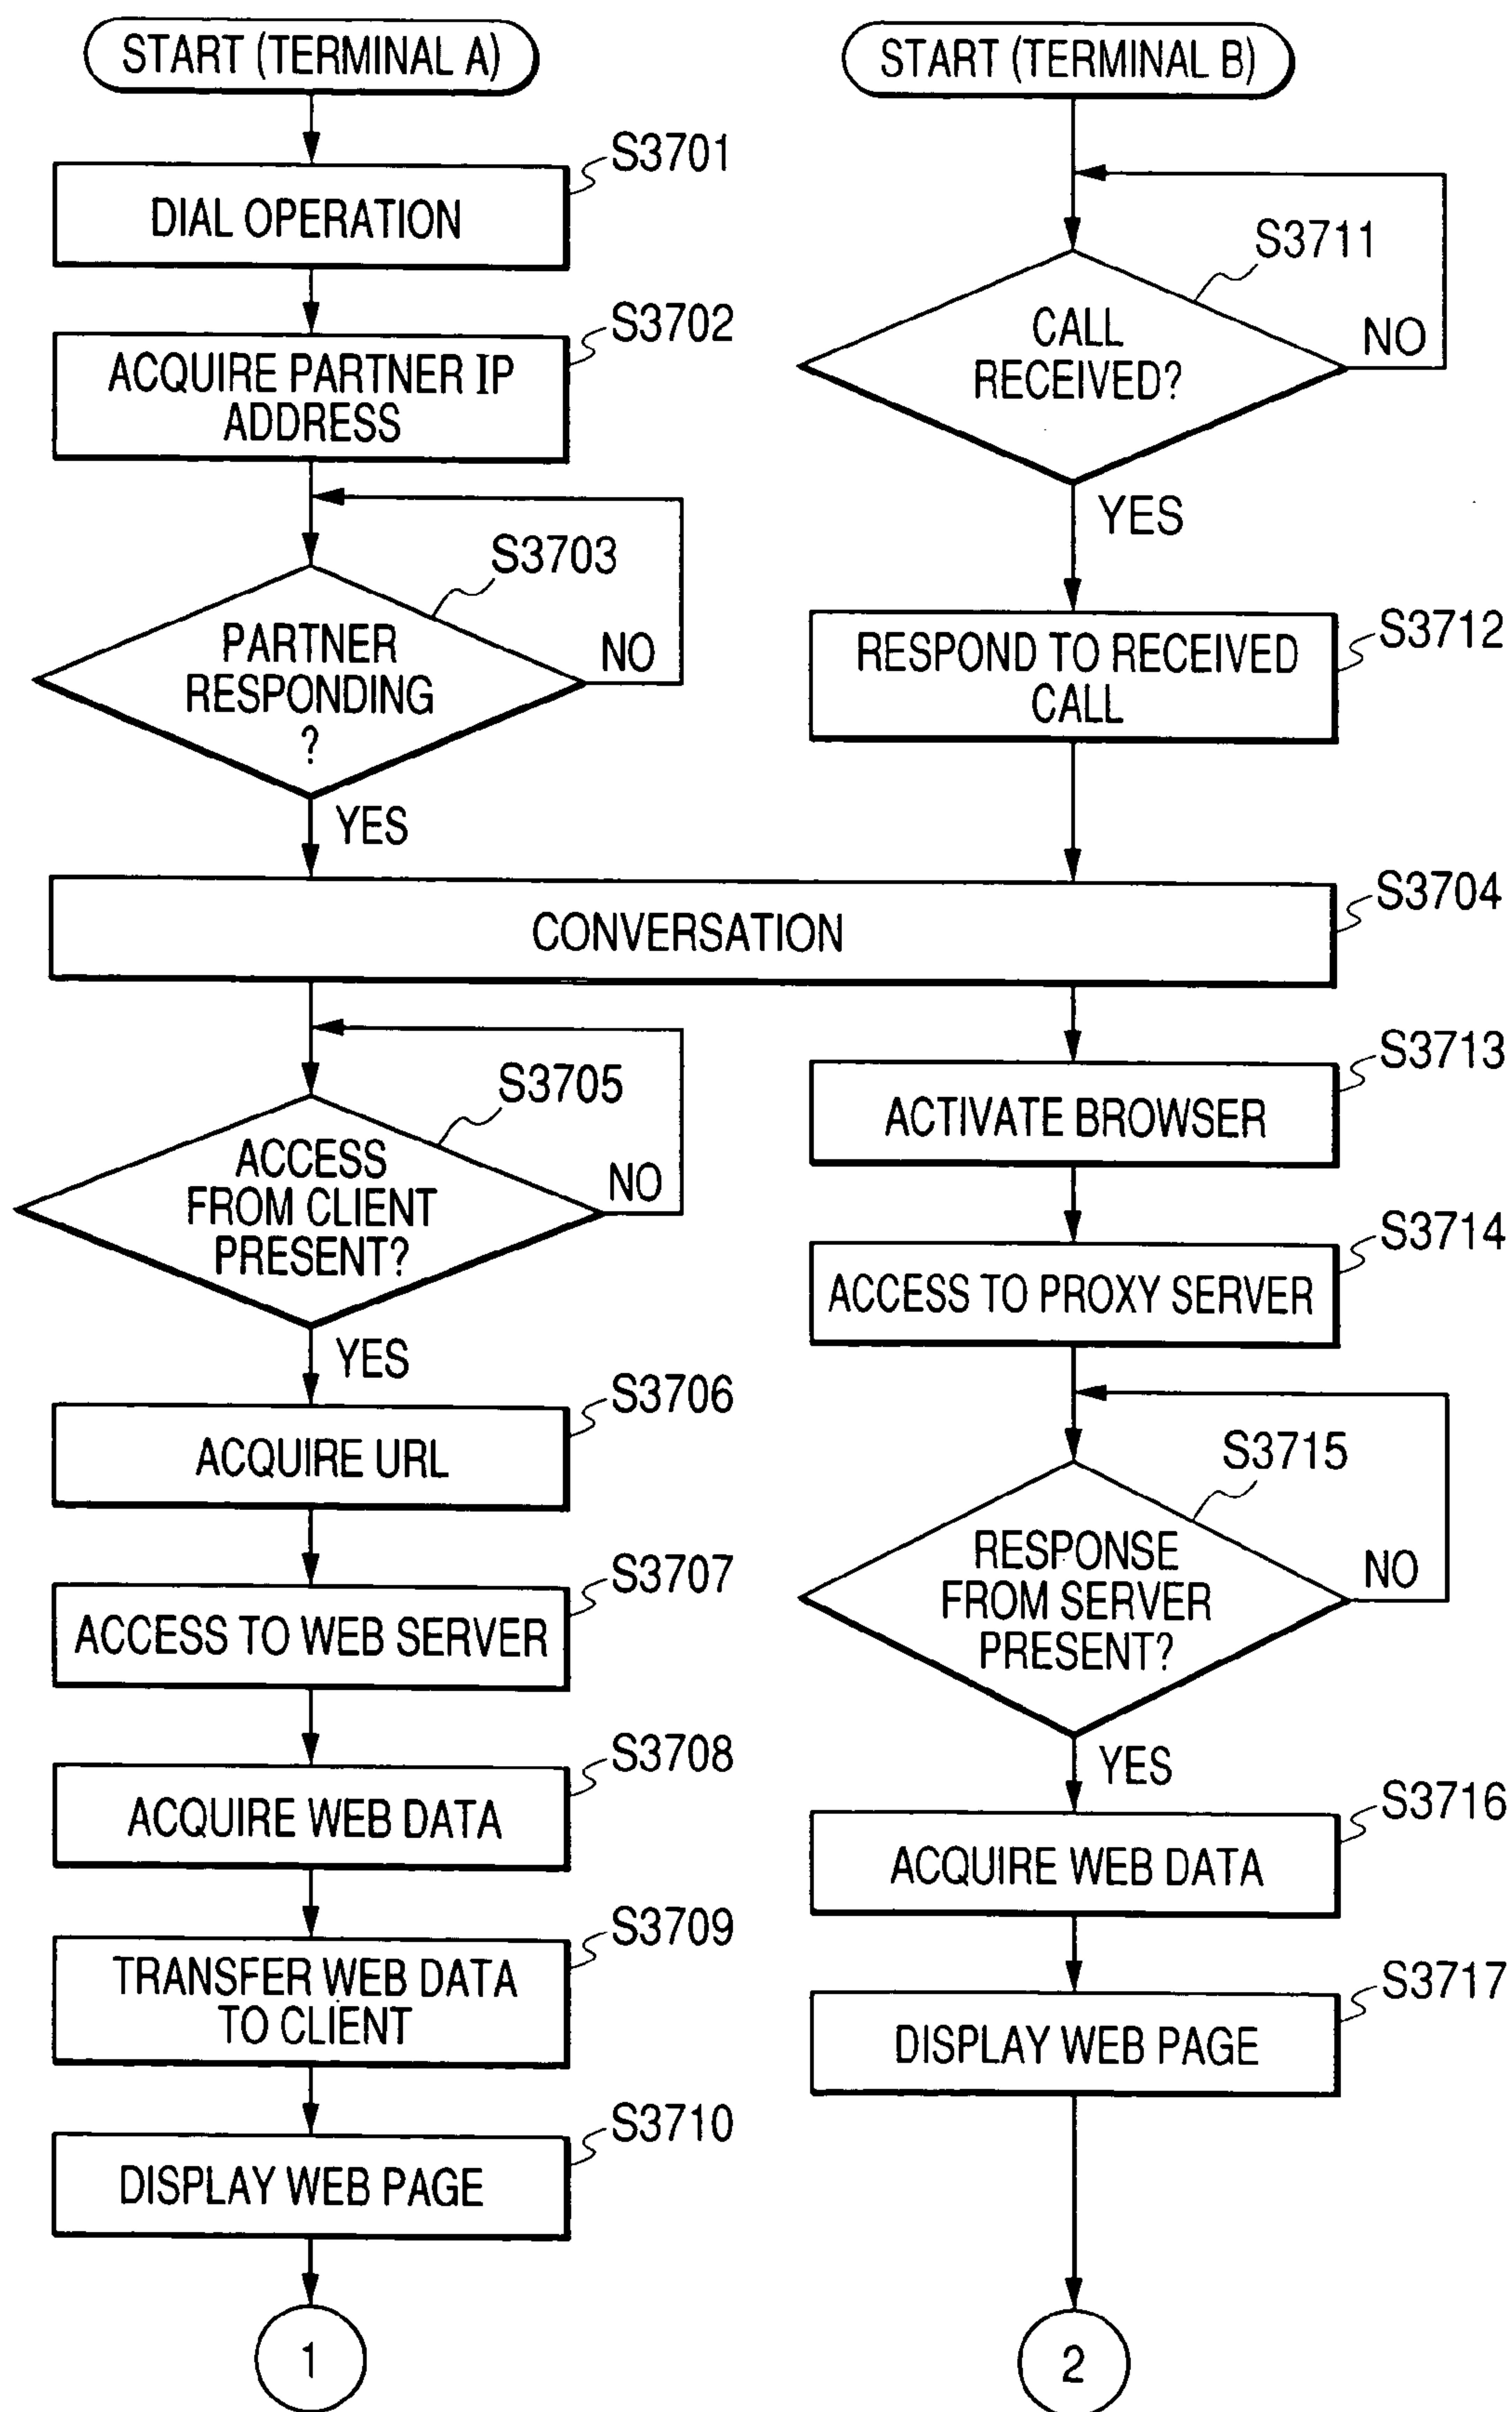 START (TERMINAL A)
S3701
DIAL OPERATION
S3702
ACQUIRE PARTNER IP
ADDRESS
S3703
PARTNER
RESPONDING
?
NO
YES
START (TERMINAL B)
S3711
CALL
RECEIVED?
NO
YES
S3712
RESPOND TO RECEIVED
CALL
S3704
CONVERSATION
S3705
ACCESS
FROM CLIENT
PRESENT?
NO
YES
S3706
ACQUIRE URL
S3707
ACCESS TO WEB SERVER
S3708
ACQUIRE WEB DATA
S3709
TRANSFER WEB DATA
TO CLIENT
S3710
DISPLAY WEB PAGE
1
S3713
ACTIVATE BROWSER
S3714
ACCESS TO PROXY SERVER
S3715
RESPONSE
FROM SERVER
PRESENT?
NO
YES
S3716
ACQUIRE WEB DATA
S3717
DISPLAY WEB PAGE
2